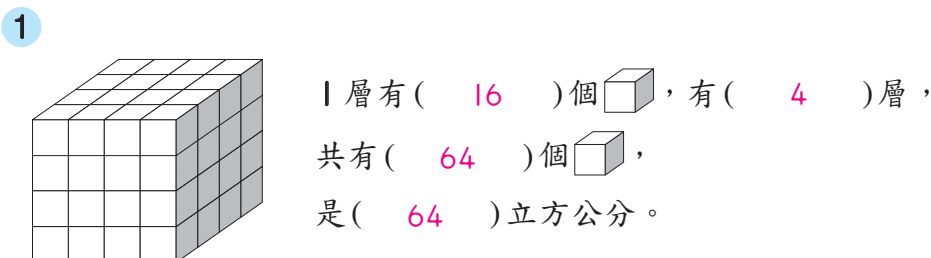 1
1層有( 16 )個，有( 4 )層，
共有( 64 )個，
是( 64 )立方公分。